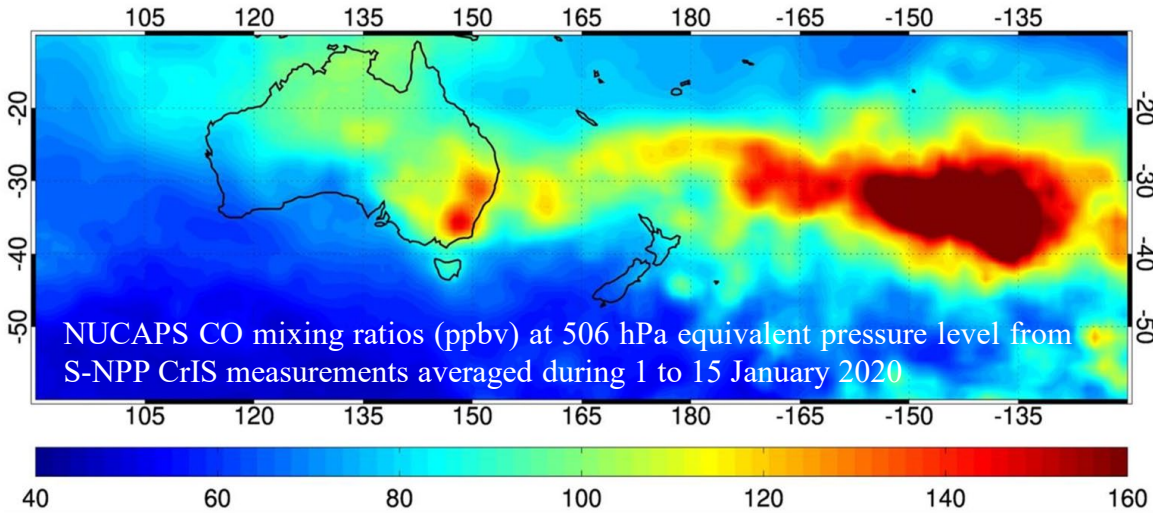 105 120 135 150 165 180 -165 -150 -135
-20 -20
-30 -30
-40 -40
-50 -50
NUCAPS CO mixing ratios (ppbv) at 506 hPa equivalent pressure level from
S-NPP CrIS measurements averaged during 1 to 15 January 2020
105 120 135 150 165 180 -165 -150 -135
40 60 80 100 120 140 160